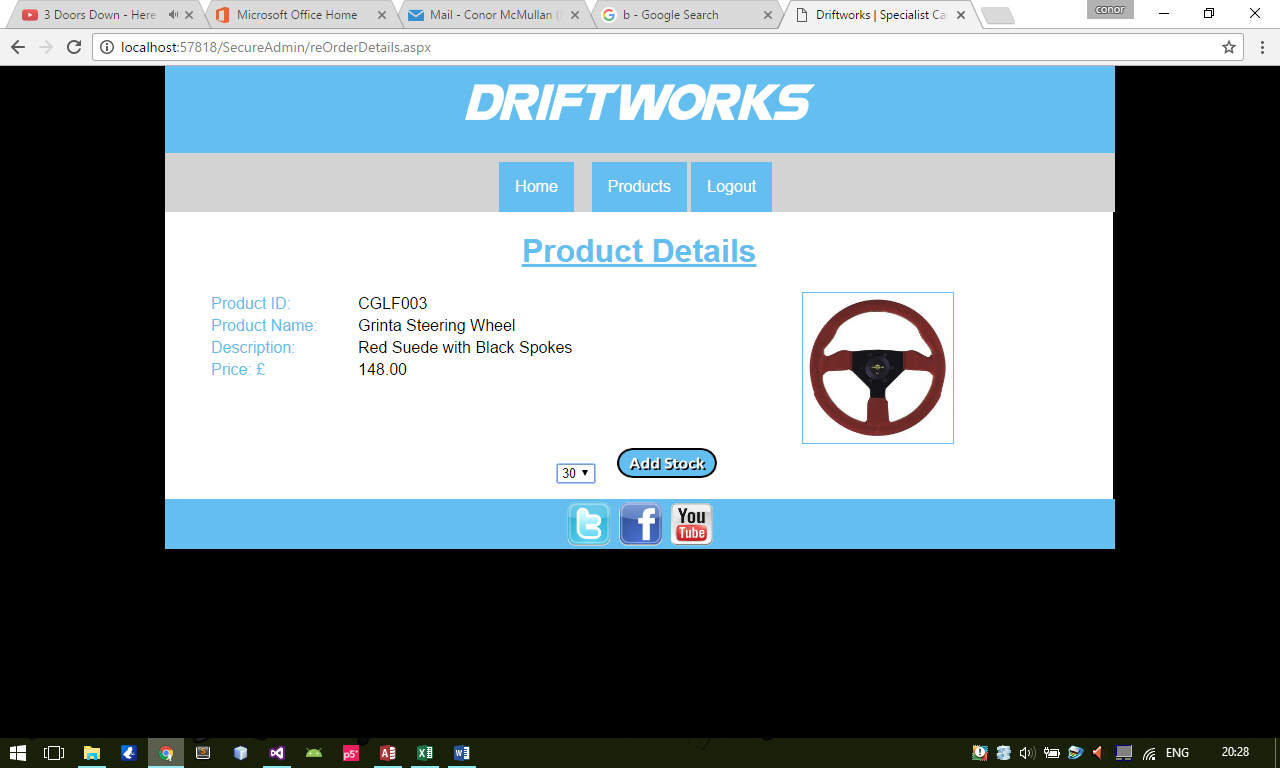 3 Doors Down - Here
Microsoft Office Home
Mail - Conor McMullan (
b - Google Search
Driftworks | Specialist Ca
conor
localhost:57818/SecureAdmin/reOrderDetails.aspx
DRIFTWORKS
Home
Products
Logout
Product Details
Product ID: CGLF003
Product Name: Grinta Steering Wheel
Description: Red Suede with Black Spokes
Price: £ 148.00
30
Add Stock
You
Tube
p5*
ENG
20:28